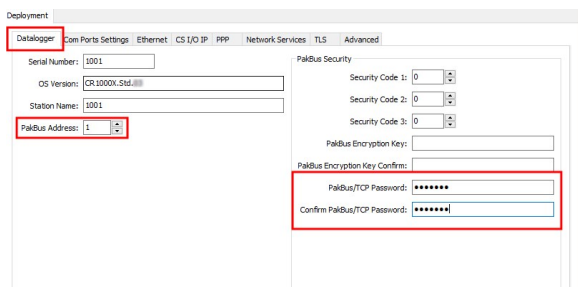 Deployment
Datalogger Com Ports Settings Ethernet CS I/O IP PPP Network Services TLS Advanced
Serial Number: 1001
OS Version: CR1000X.Std.
Station Name: 1001
PakBus Address: 1
PakBus Security
Security Code 1: 0
Security Code 2: 0
Security Code 3: 0
PakBus Encryption Key:
PakBus Encryption Key Confirm:
PakBus/TCP Password: •••••••
Confirm PakBus/TCP Password: •••••••